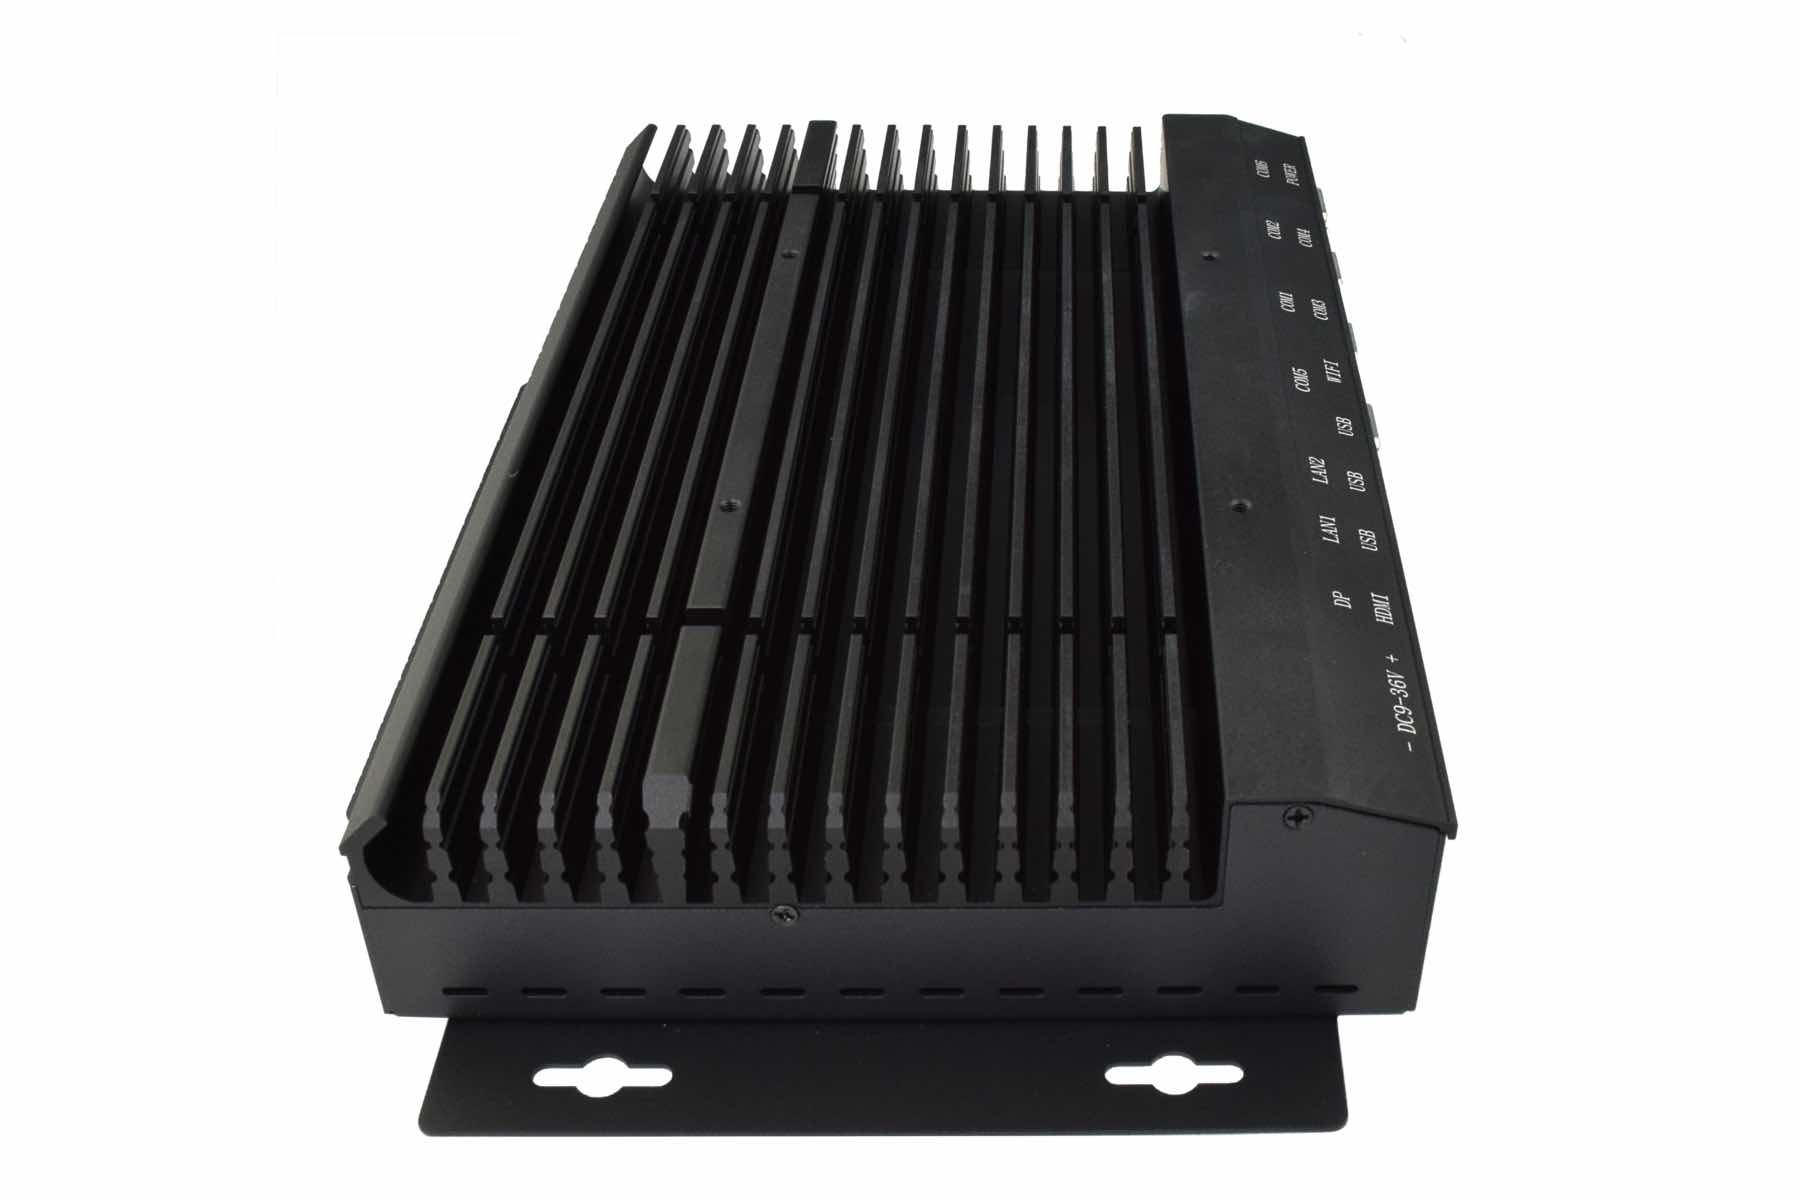 COM6
POWER
COM2
COM4
COM1
COM3
COM5
WIFI
USB
LAN2
USB
LAN1
USB
DP
HDMI
- DC9-36V +